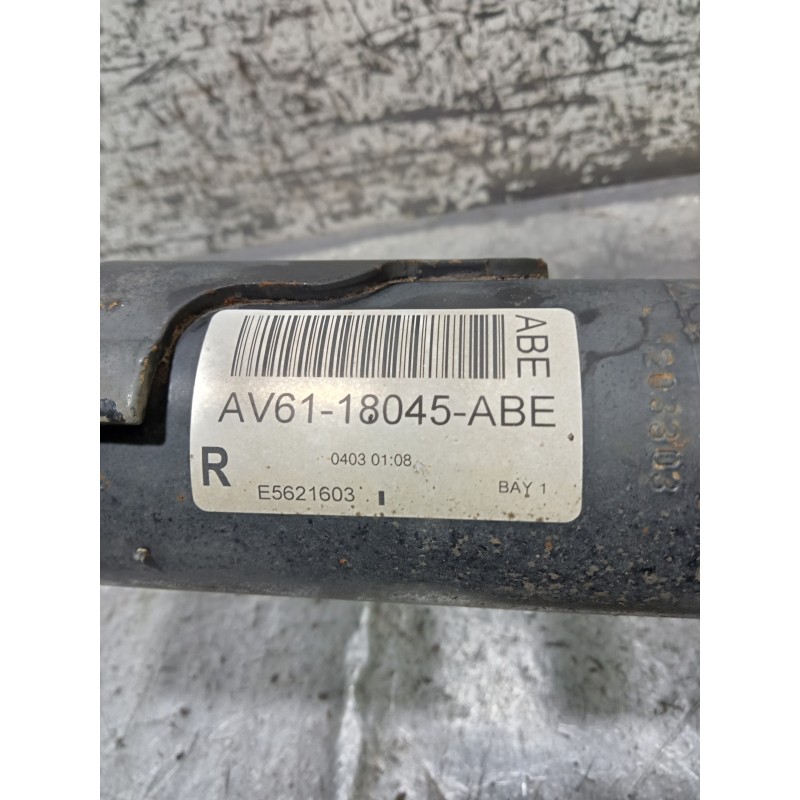 ABE
AV61-18045-ABE
0403 01:08
R
E5621603
BAY 1